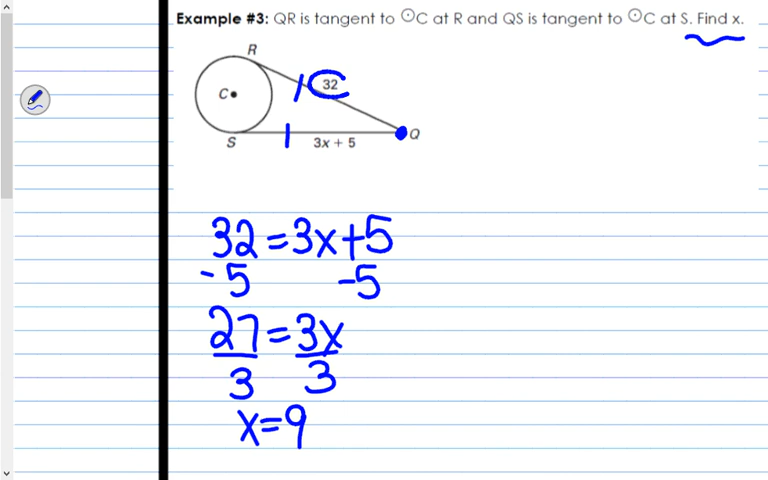 Example #3: QR is tangent to ⊙C at R and QS is tangent to ⊙C at S. Find x.
R
32
C
S
3x + 5
Q
32=3x+5
-5 -5
27=3x
3 3
x=9